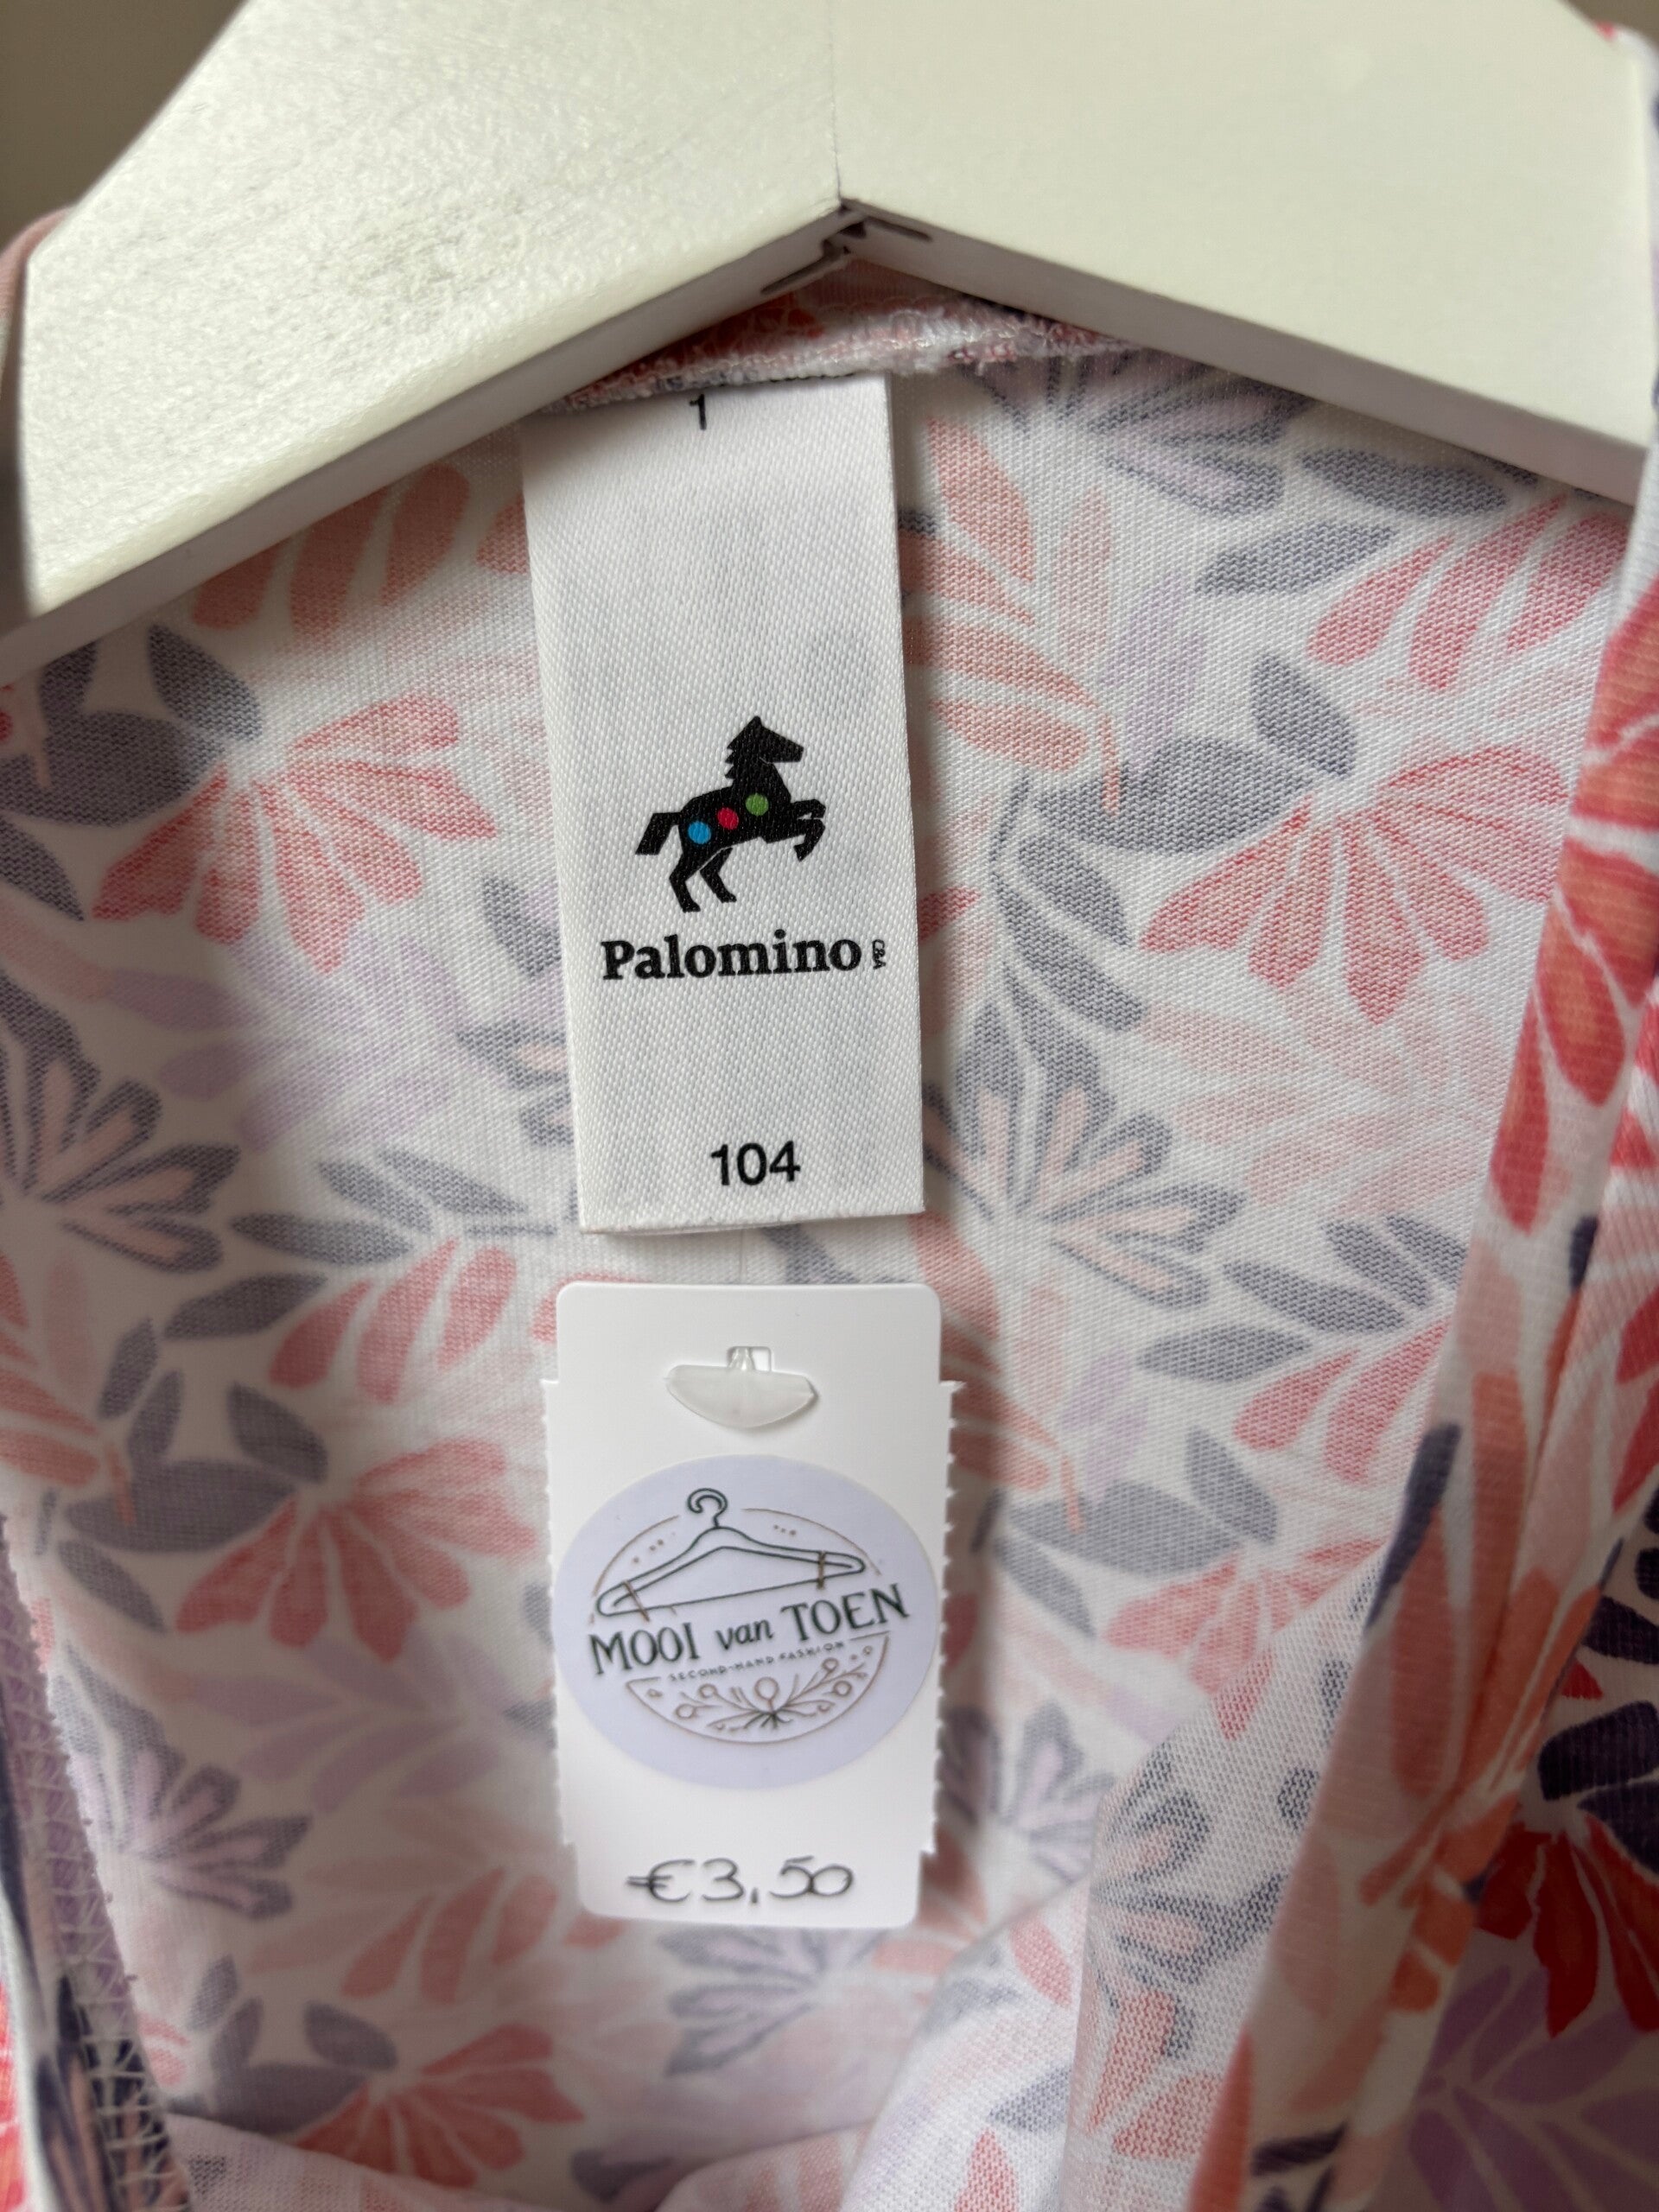 1
Palomino C&A
104
MOOI van TOEN
SECOND-HAND FASHION
€3,50